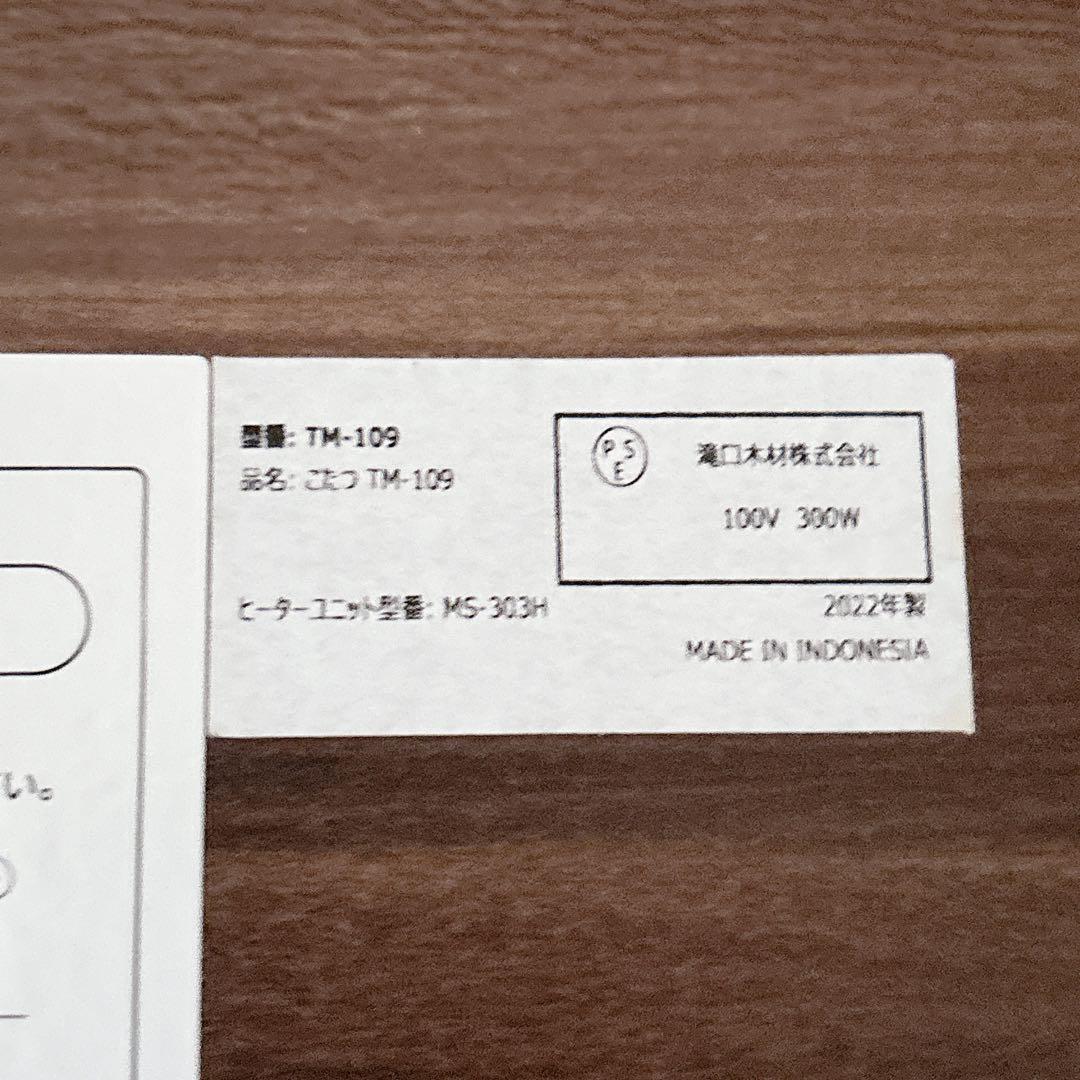 型番: TM-109
品名: こたつ TM-109
PSE
滝口木材株式会社
100V 300W
ヒーターユニット型番: MS-303H
2022年製
MADE IN INDONESIA
い。